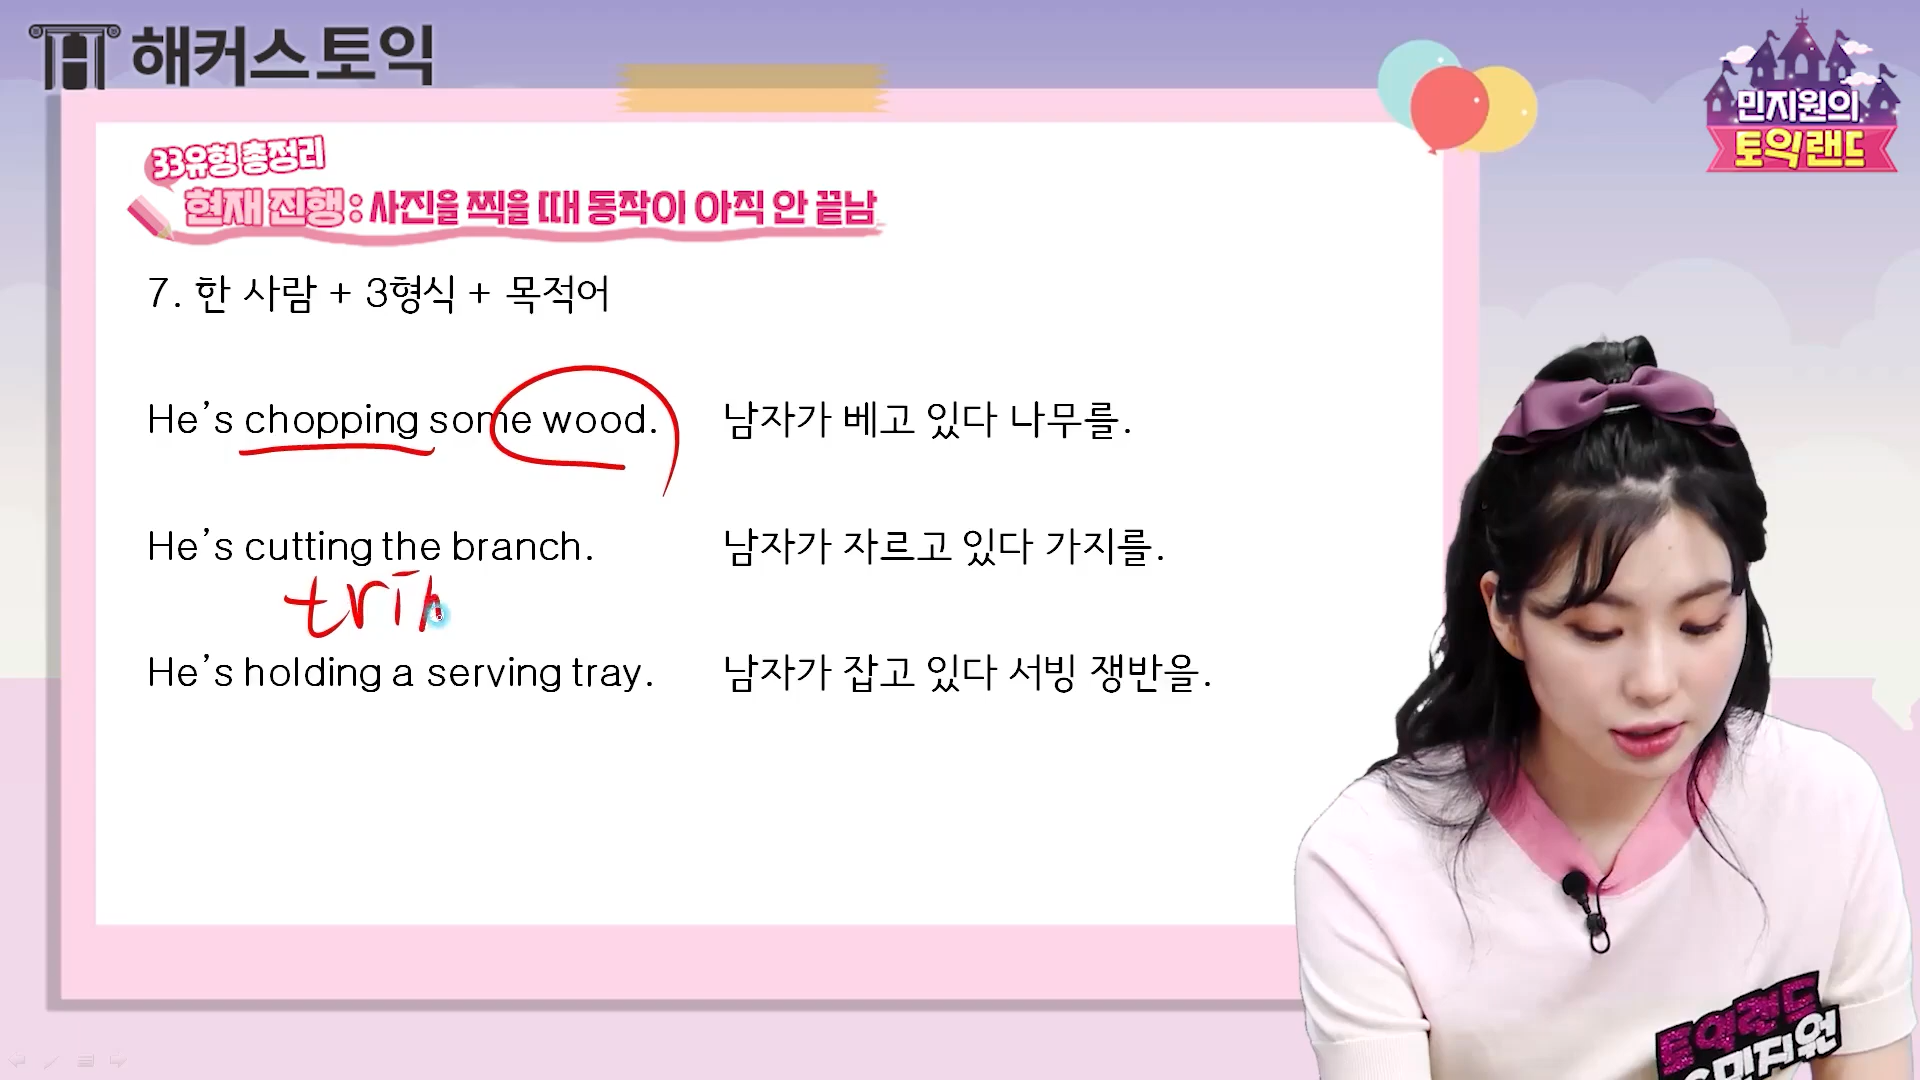 해커스토익
민지원의
토익랜드
33유형 총정리
현재 진행 : 사진을 찍을 때 동작이 아직 안 끝남
7. 한 사람 + 3형식 + 목적어
He's chopping some wood. 남자가 베고 있다 나무를.
He's cutting the branch. 남자가 자르고 있다 가지를.
He's holding a serving tray. 남자가 잡고 있다 서빙 쟁반을.
토익랜드
민지원